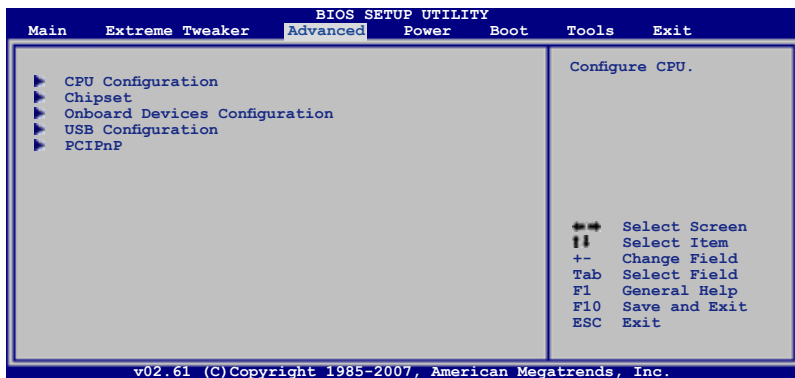 BIOS SETUP UTILITY
Main Extreme Tweaker Advanced Power Boot Tools Exit
CPU Configuration
Chipset
Onboard Devices Configuration
USB Configuration
PCIPnP
Configure CPU.
Select Screen
Select Item
+- Change Field
Tab Select Field
F1 General Help
F10 Save and Exit
ESC Exit
v02.61 (C)Copyright 1985-2007, American Megatrends, Inc.